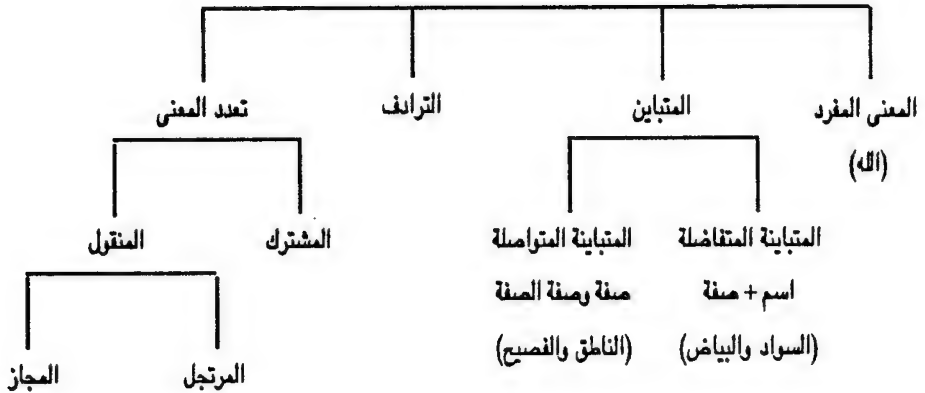 المعنى المفرد
(الله)
المتباين
الترادف
تعدد المعنى
المتباينة المتفاضلة
اسم + صفة
(السواد والبياض)
المتباينة المتواصلة
صفة وصفة الصفة
(الناطق والفصيح)
المشترك
المنقول
المرتجل
المجاز